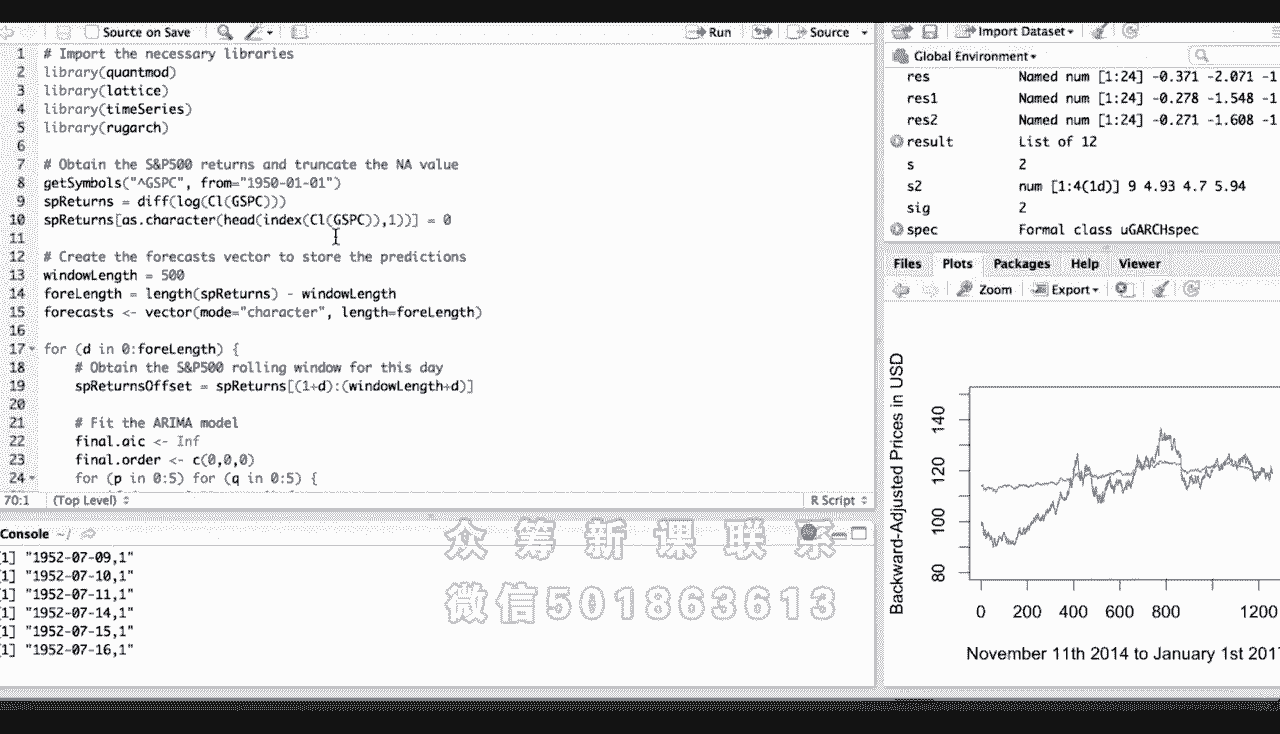 Source on Save
Run
Source
1 # Import the necessary libraries
2 library(quantmod)
3 library(lattice)
4 library(timeSeries)
5 library(rugarch)
6
7 # Obtain the S&P500 returns and truncate the NA value
8 getSymbols("^GSPC", from="1950-01-01")
9 spReturns = diff(log(Cl(GSPC)))
10 spReturns[as.character(head(index(Cl(GSPC)),1))] = 0
11
12 # Create the forecasts vector to store the predictions
13 windowLength = 500
14 foreLength = length(spReturns) - windowLength
15 forecasts <- vector(mode="character", length=foreLength)
16
17 for (d in 0:foreLength) {
18 # Obtain the S&P500 rolling window for this day
19 spReturnsOffset = spReturns[(1+d):(windowLength+d)]
20
21 # Fit the ARIMA model
22 final.aic <- Inf
23 final.order <- c(0,0,0)
24 for (p in 0:5) for (q in 0:5) {
70:1 (Top Level) R Script
Console ~/
[1] "1952-07-09,1"
[1] "1952-07-10,1"
[1] "1952-07-11,1"
[1] "1952-07-14,1"
[1] "1952-07-15,1"
[1] "1952-07-16,1"
众筹新课联系
微信501863613
Import Dataset
Global Environment
res Named num [1:24] -0.371 -2.071 -1
res1 Named num [1:24] -0.278 -1.548 -1
res2 Named num [1:24] -0.271 -1.608 -1
result List of 12
s 2
s2 num [1:4(1d)] 9 4.93 4.7 5.94
sig 2
spec Formal class uGARCHspec
Files Plots Packages Help Viewer
Zoom Export
Backward-Adjusted Prices in USD
140
120
100
80
0 200 400 600 800 1200
November 11th 2014 to January 1st 201